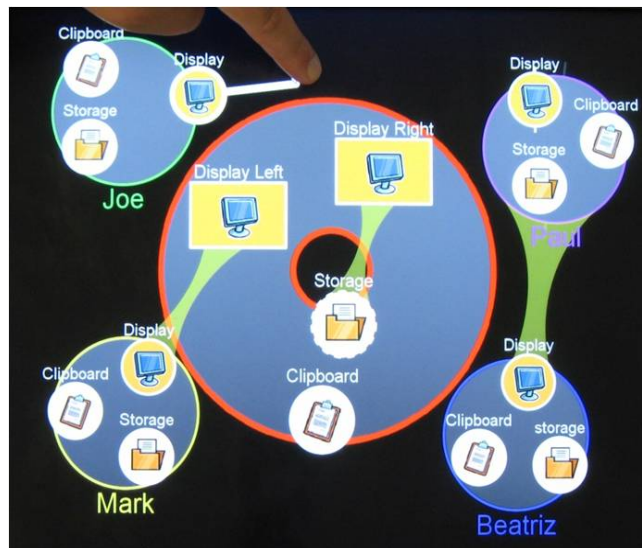 Clipboard
Display
Storage
Joe
Display Right
Display Left
Storage
Clipboard
Display
Clipboard
Storage
Paul
Display
Clipboard
Storage
Mark
Display
Clipboard
storage
Beatriz